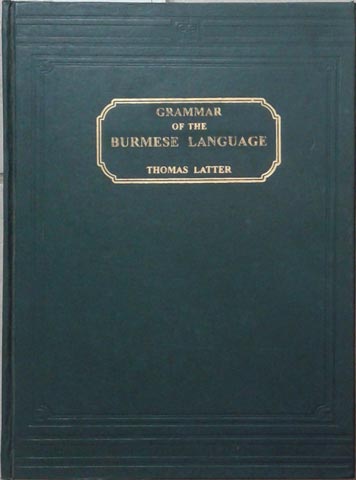 GRAMMAR
OF THE
BURMESE LANGUAGE
THOMAS LATTER